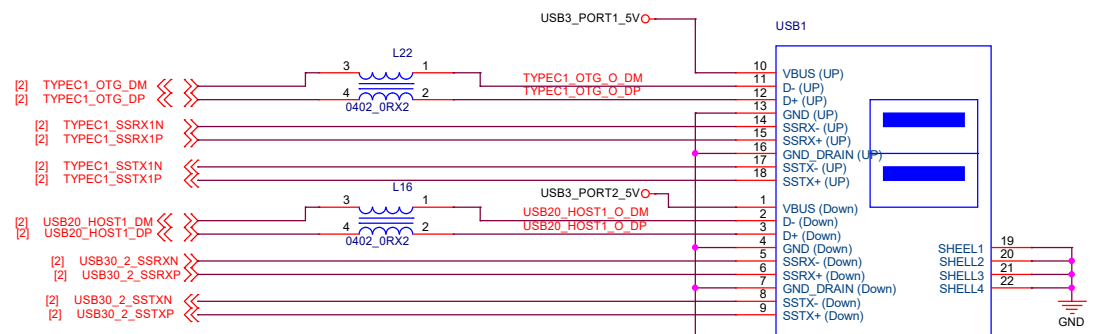 USB3_PORT1_5V
USB1
L22
3 1
10 VBUS (UP)
[2] TYPEC1_OTG_DM TYPEC1_OTG_O_DM 11 D- (UP)
[2] TYPEC1_OTG_DP 4 2 TYPEC1_OTG_O_DP 12 D+ (UP)
0402_0RX2 13 GND (UP)
[2] TYPEC1_SSRX1N 14 SSRX- (UP)
[2] TYPEC1_SSRX1P 15 SSRX+ (UP)
16 GND_DRAIN (UP)
[2] TYPEC1_SSTX1N 17 SSTX- (UP)
[2] TYPEC1_SSTX1P 18 SSTX+ (UP)
L16 USB3_PORT2_5V
3 1 1 VBUS (Down)
[2] USB20_HOST1_DM USB20_HOST1_O_DM 2 D- (Down)
[2] USB20_HOST1_DP 4 2 USB20_HOST1_O_DP 3 D+ (Down)
0402_0RX2 4 GND (Down) SHEEL1 19
[2] USB30_2_SSRXN 5 SSRX- (Down) SHELL2 20
[2] USB30_2_SSRXP 6 SSRX+ (Down) SHELL3 21
7 GND_DRAIN (Down) SHELL4 22
[2] USB30_2_SSTXN 8 SSTX- (Down)
[2] USB30_2_SSTXP 9 SSTX+ (Down)
GND